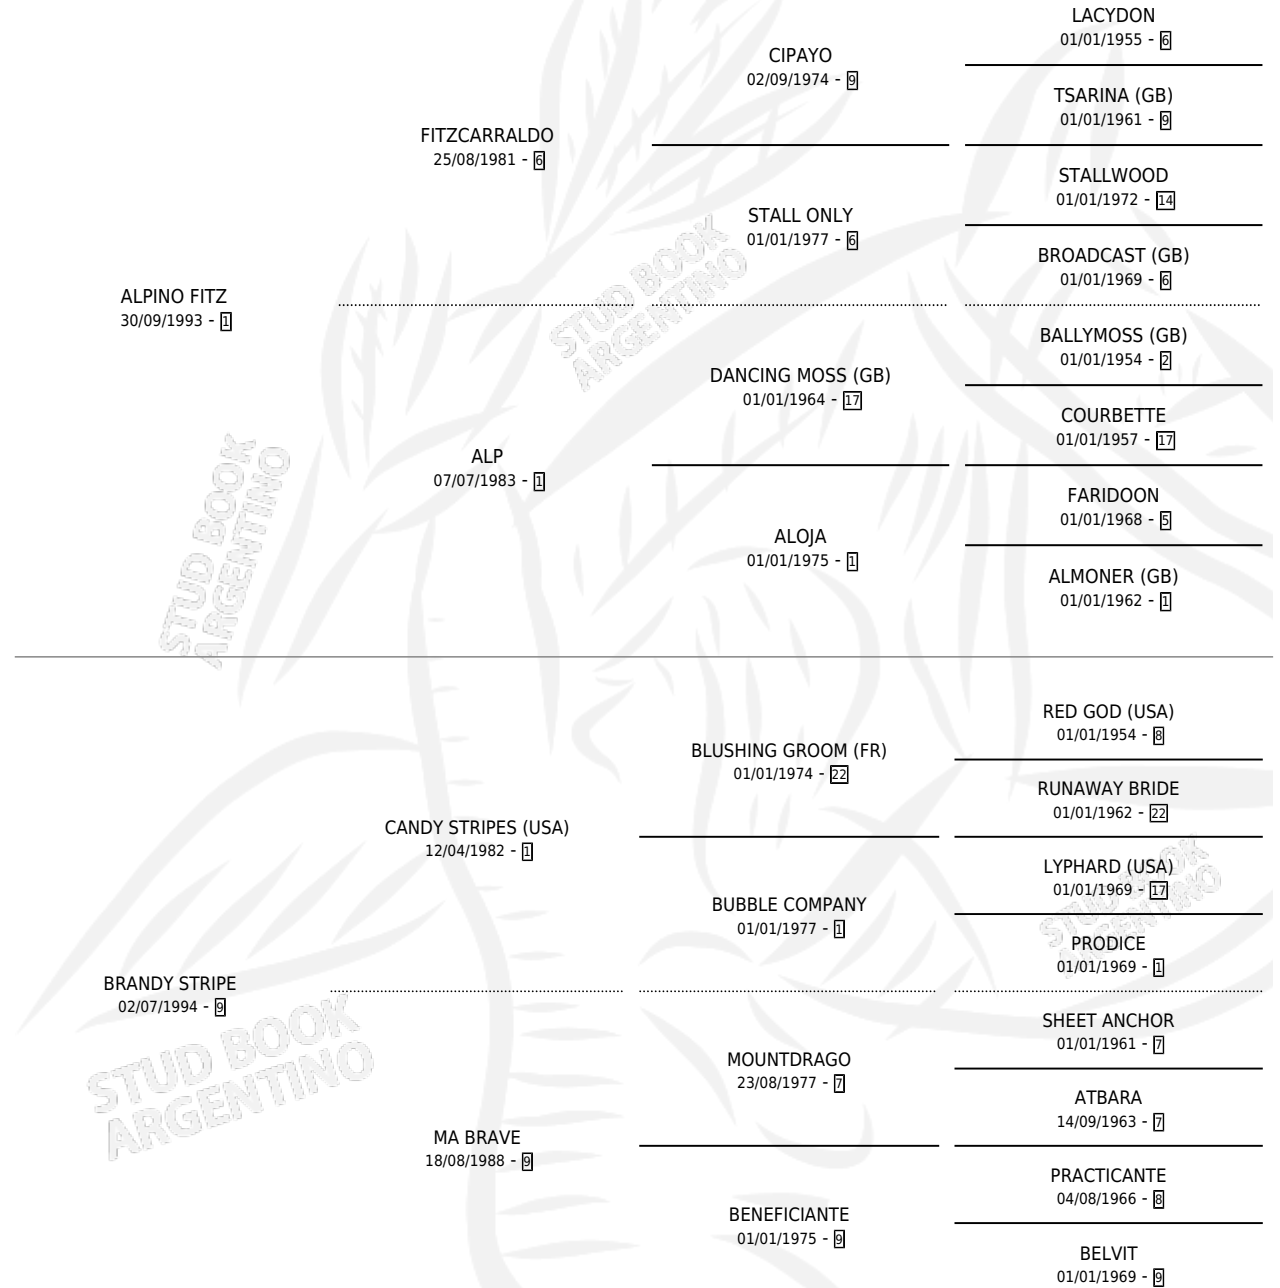 LACYDON
01/01/1955 - 6
CIPAYO
02/09/1974 - 9
TSARINA (GB)
01/01/1961 - 9
FITZCARRALDO
25/08/1981 - 6
STALLWOOD
01/01/1972 - 14
STALL ONLY
01/01/1977 - 6
BROADCAST (GB)
01/01/1969 - 6
ALPINO FITZ
30/09/1993 - 1
STUD BOOK
ARGENTINO
BALLYMOSS (GB)
01/01/1954 - 2
DANCING MOSS (GB)
01/01/1964 - 17
COURBETTE
01/01/1957 - 17
ALP
07/07/1983 - 1
FARIDOON
01/01/1968 - 5
ALOJA
01/01/1975 - 1
ALMONER (GB)
01/01/1962 - 1
STUD BOOK
ARGENTINO
RED GOD (USA)
01/01/1954 - 8
BLUSHING GROOM (FR)
01/01/1974 - 22
RUNAWAY BRIDE
01/01/1962 - 22
CANDY STRIPES (USA)
12/04/1982 - 1
LYPHARD (USA)
01/01/1969 - 17
BUBBLE COMPANY
01/01/1977 - 1
STUD BOOK
ARGENTINO
PRODICE
01/01/1969 - 1
BRANDY STRIPE
02/07/1994 - 9
SHEET ANCHOR
01/01/1961 - 7
MOUNTDRAGO
23/08/1977 - 7
STUD BOOK
ARGENTINO
ATBARA
14/09/1963 - 7
MA BRAVE
18/08/1988 - 9
PRACTICANTE
04/08/1966 - 8
BENEFICIANTE
01/01/1975 - 9
BELVIT
01/01/1969 - 9